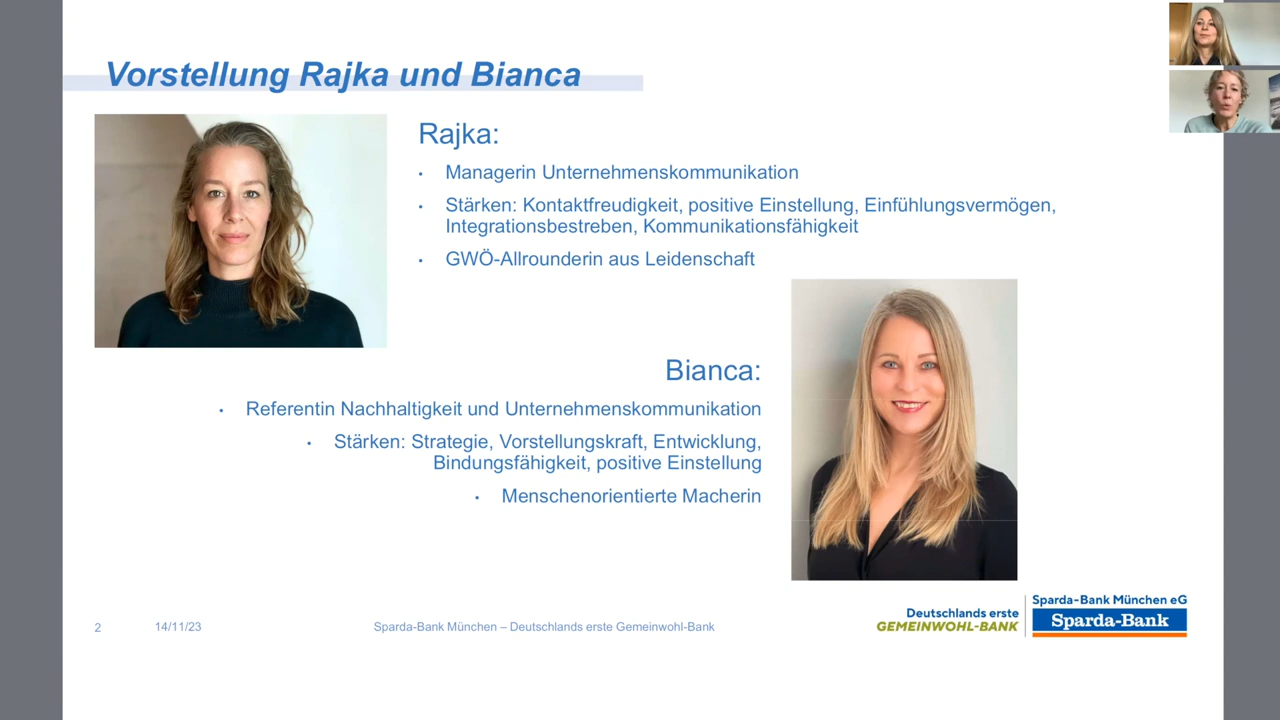 Vorstellung Rajka und Bianca
Rajka:
• Managerin Unternehmenskommunikation
• Stärken: Kontaktfreudigkeit, positive Einstellung, Einfühlungsvermögen,
Integrationsbestreben, Kommunikationsfähigkeit
• GWÖ-Allrounderin aus Leidenschaft
Bianca:
• Referentin Nachhaltigkeit und Unternehmenskommunikation
• Stärken: Strategie, Vorstellungskraft, Entwicklung,
Bindungsfähigkeit, positive Einstellung
• Menschenorientierte Macherin
2
14/11/23
Sparda-Bank München – Deutschlands erste Gemeinwohl-Bank
Deutschlands erste
GEMEINWOHL-BANK
Sparda-Bank München eG
Sparda-Bank